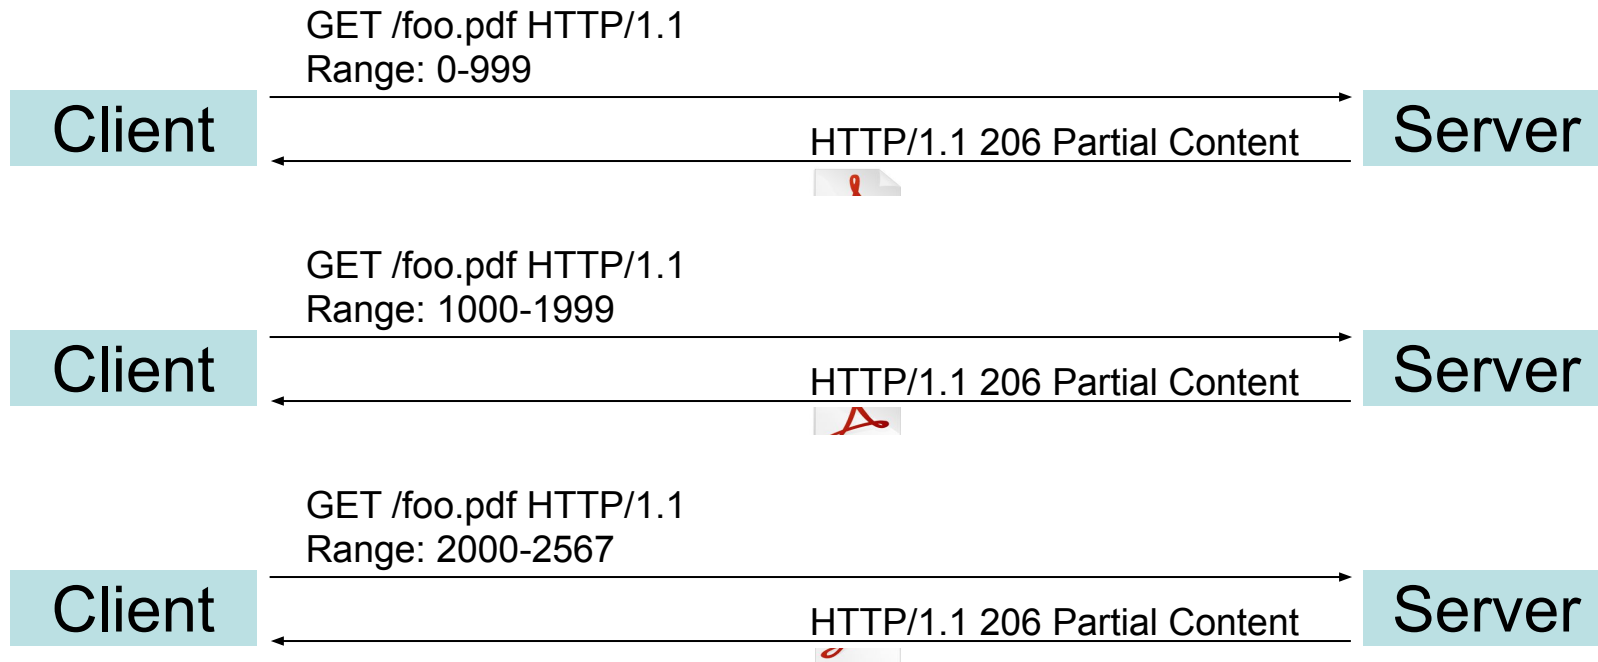 GET /foo.pdf HTTP/1.1
Range: 0-999
Client
Server
HTTP/1.1 206 Partial Content
GET /foo.pdf HTTP/1.1
Range: 1000-1999
Client
Server
HTTP/1.1 206 Partial Content
GET /foo.pdf HTTP/1.1
Range: 2000-2567
Client
Server
HTTP/1.1 206 Partial Content